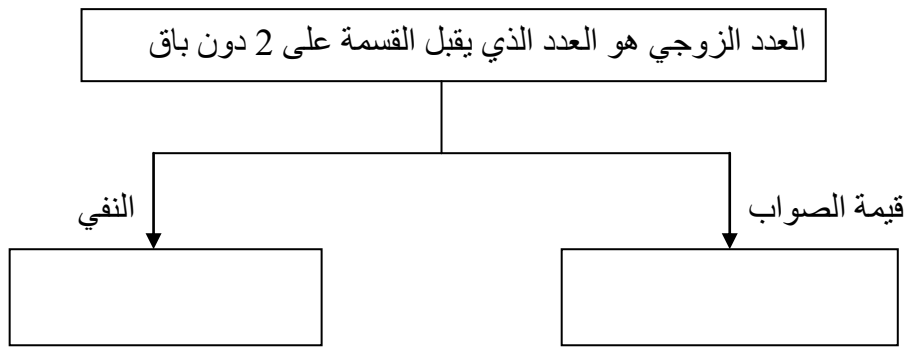 العدد الزوجي هو العدد الذي يقبل القسمة على 2 دون باق
قيمة الصواب
النفي